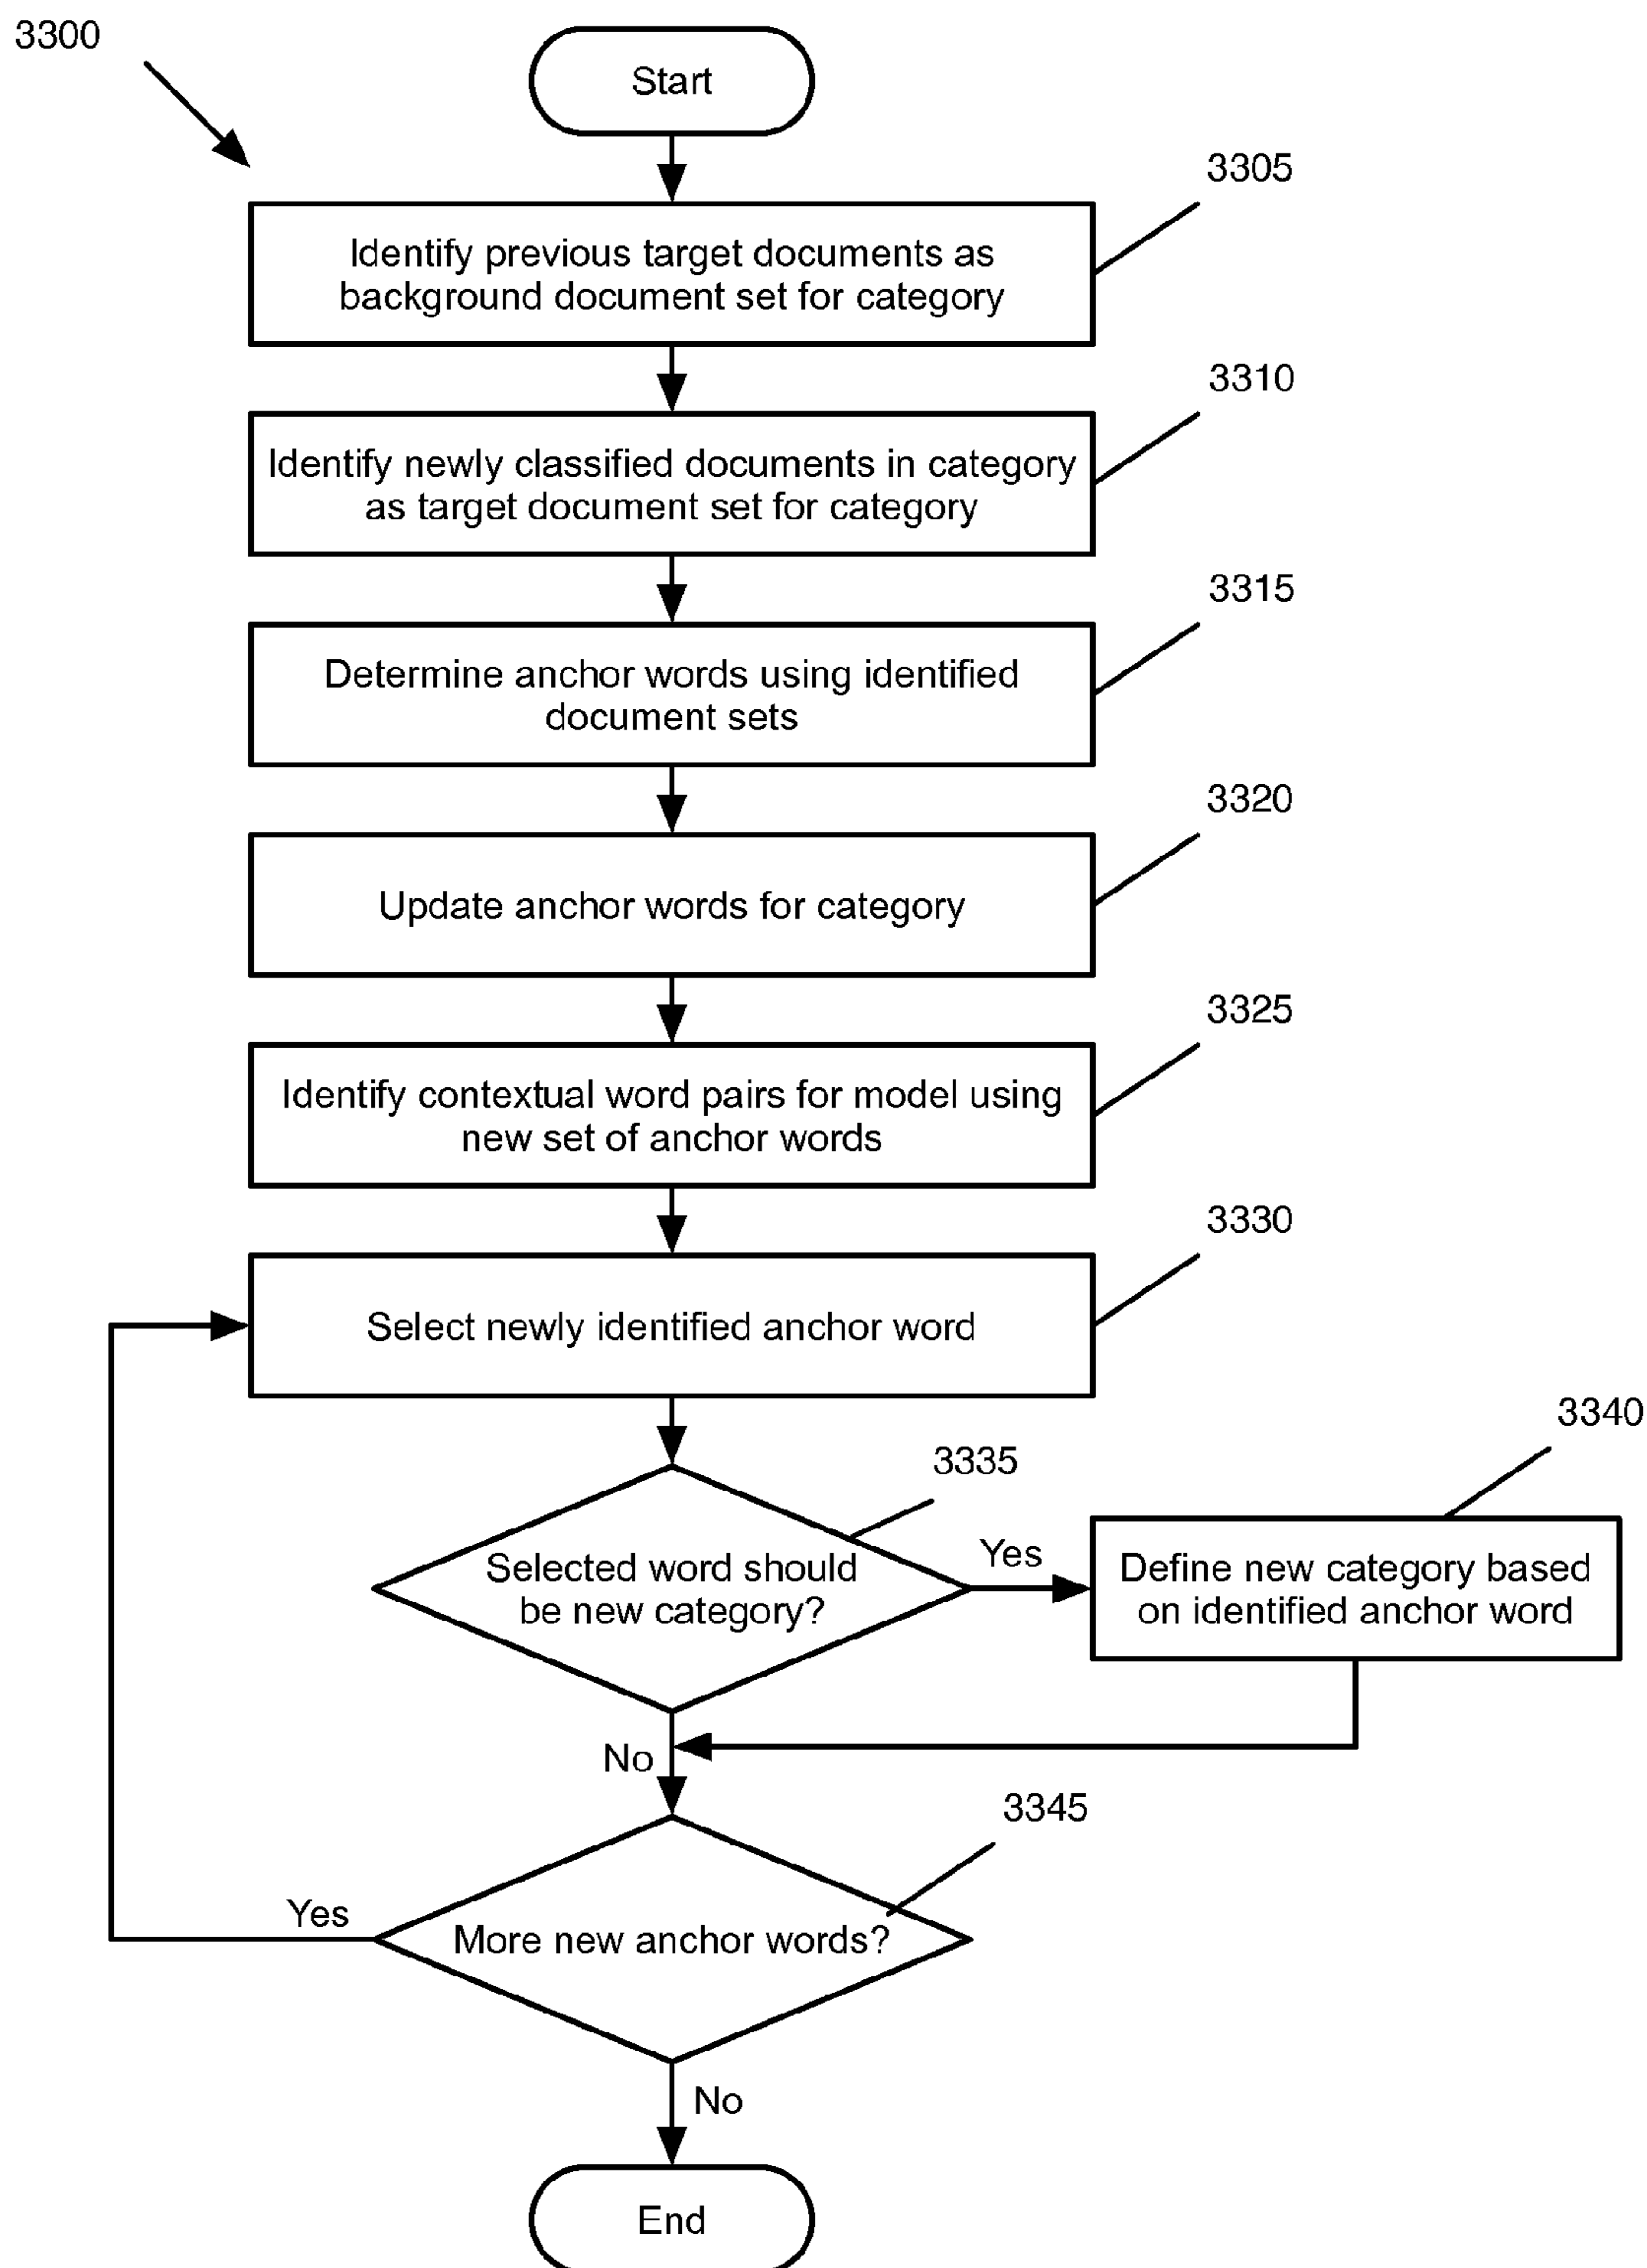 3300
Start
3305
Identify previous target documents as
background document set for category
3310
Identify newly classified documents in category
as target document set for category
3315
Determine anchor words using identified
document sets
3320
Update anchor words for category
3325
Identify contextual word pairs for model using
new set of anchor words
3330
Select newly identified anchor word
3340
3335
Yes
Selected word should
be new category?
Define new category based
on identified anchor word
No
3345
Yes
More new anchor words?
No
End